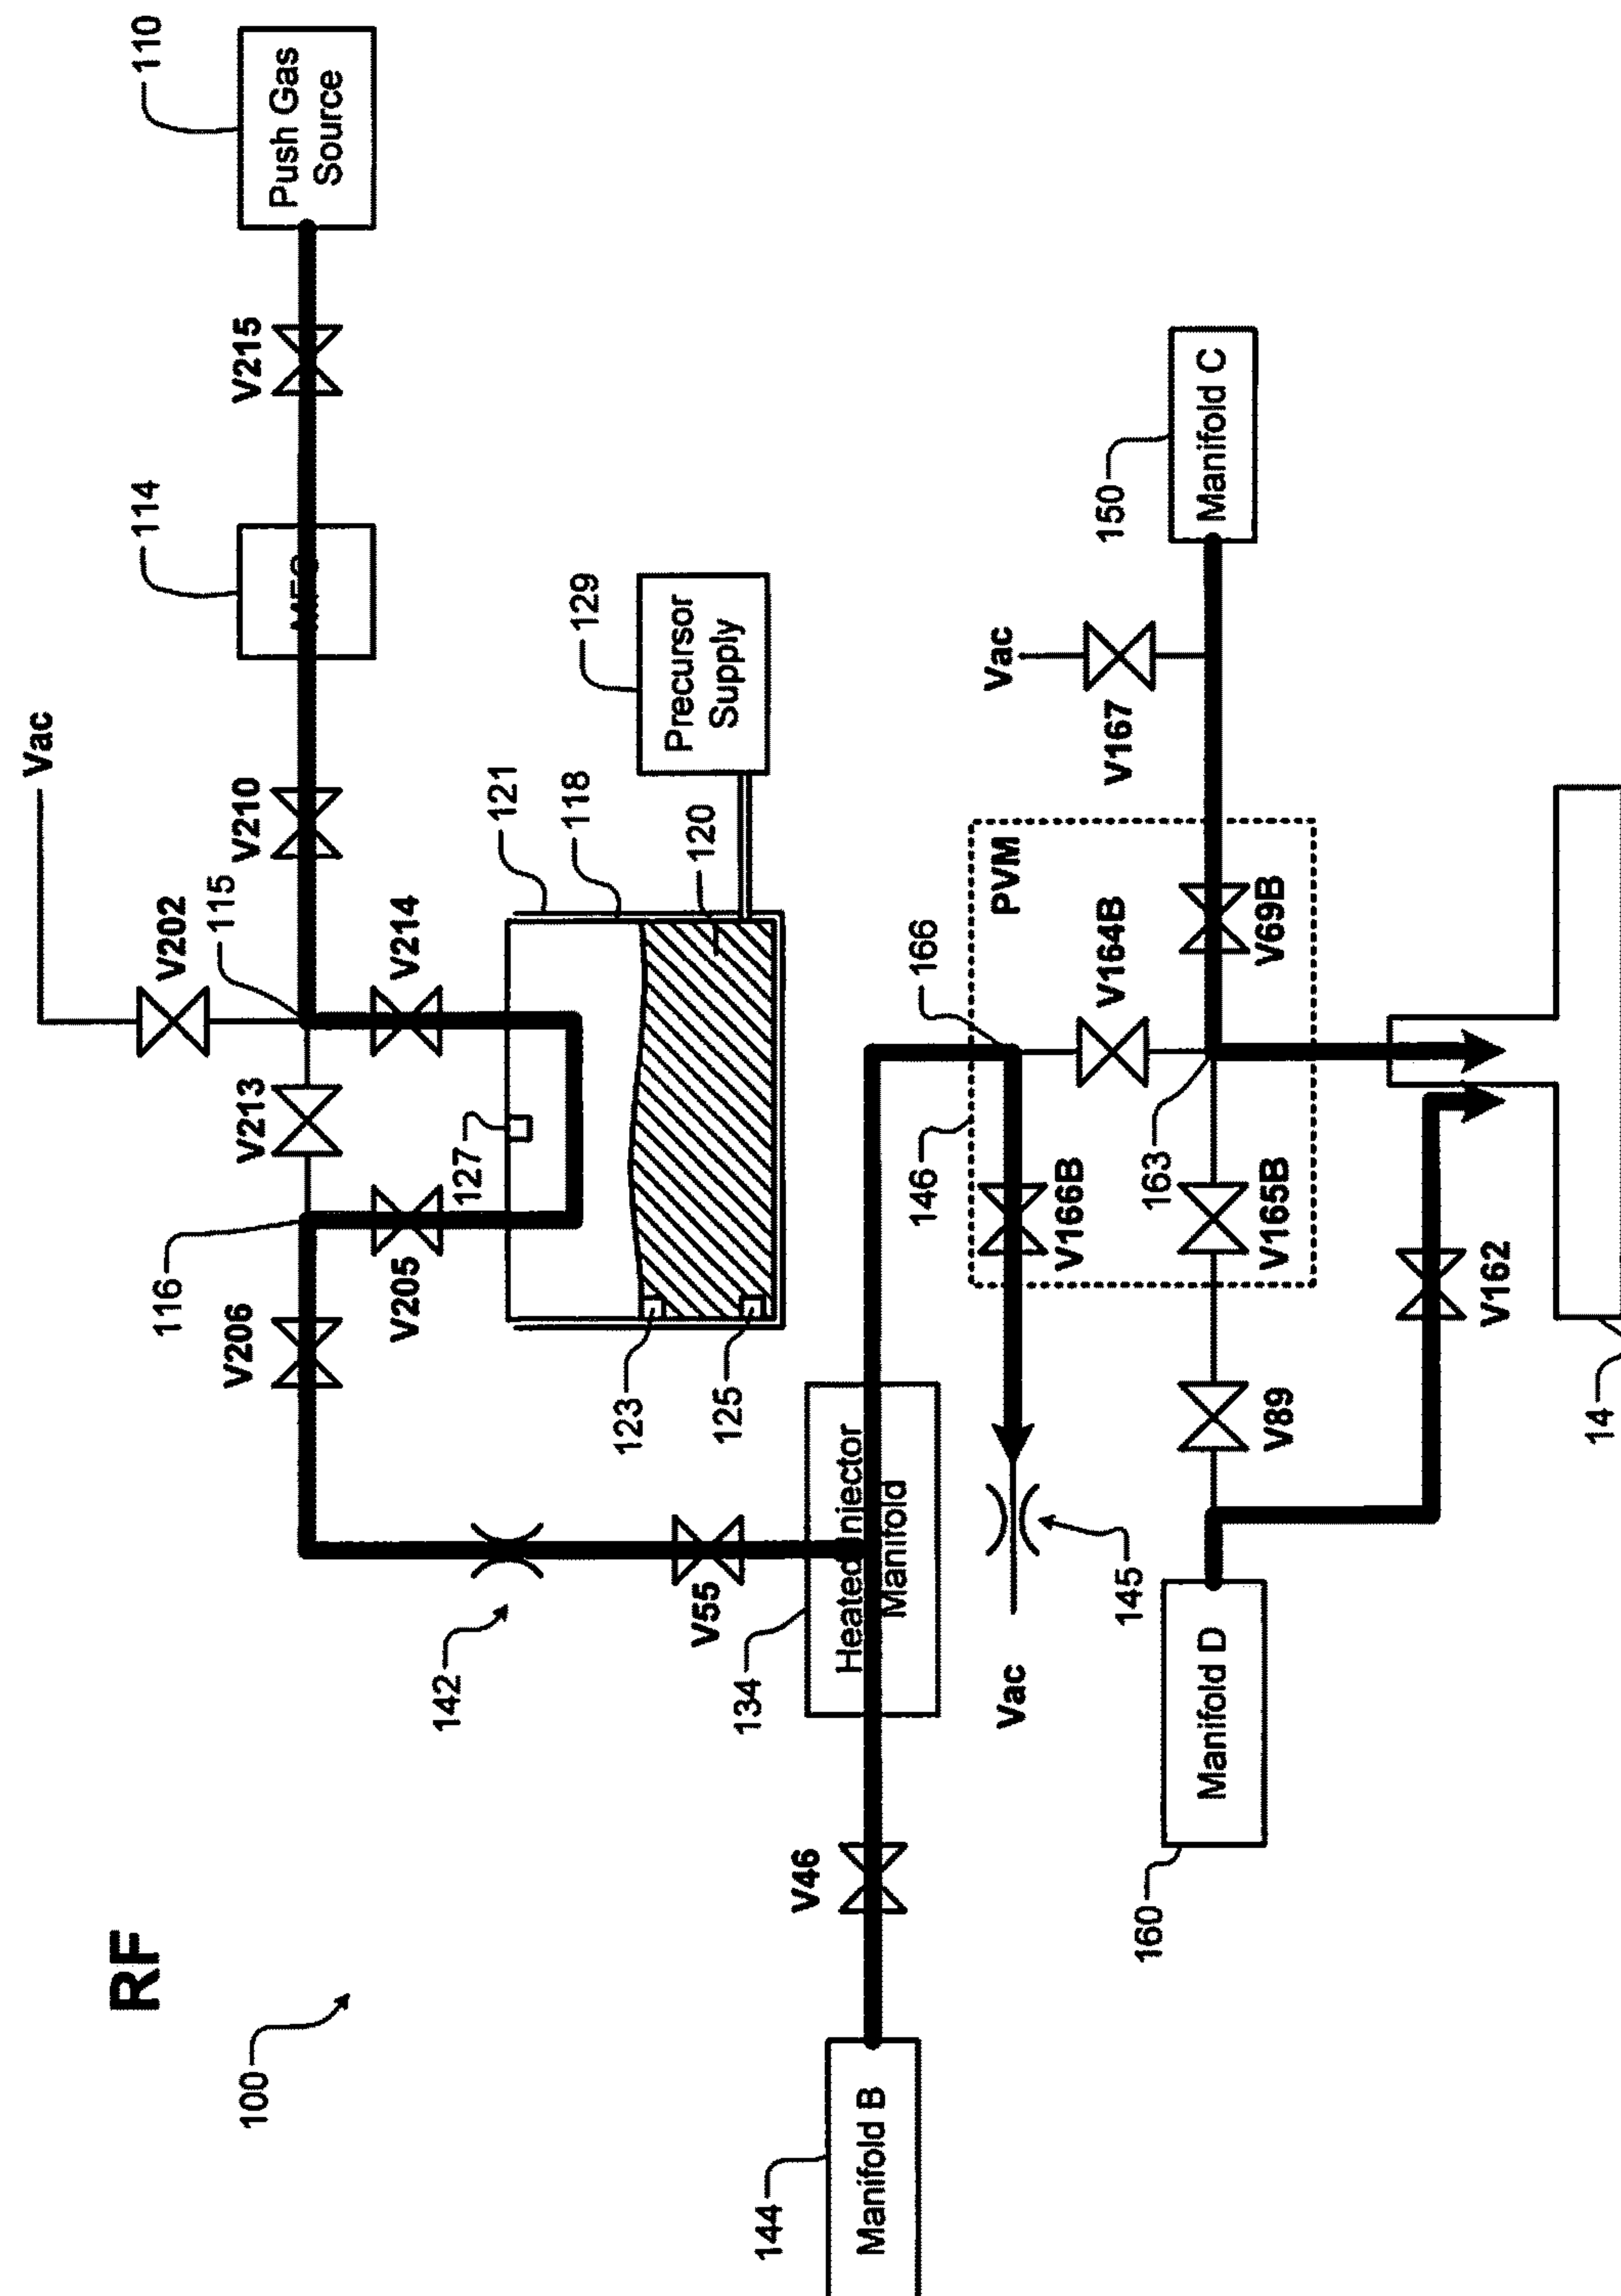 Vac
RF
110
114
V202
116
115
V206
V213
V210
V215
100
Push Gas
Source
V205
V214
142
127
121
118
129
123
Precursor
Supply
120
V55
125
134
144
V46
Heated Injector
Manifold
Manifold B
146
166
Vac
PVM
Vac
V166B
V164B
150
V167
145
160
163
Manifold D
Manifold C
V89
V165B
V69B
V162
14